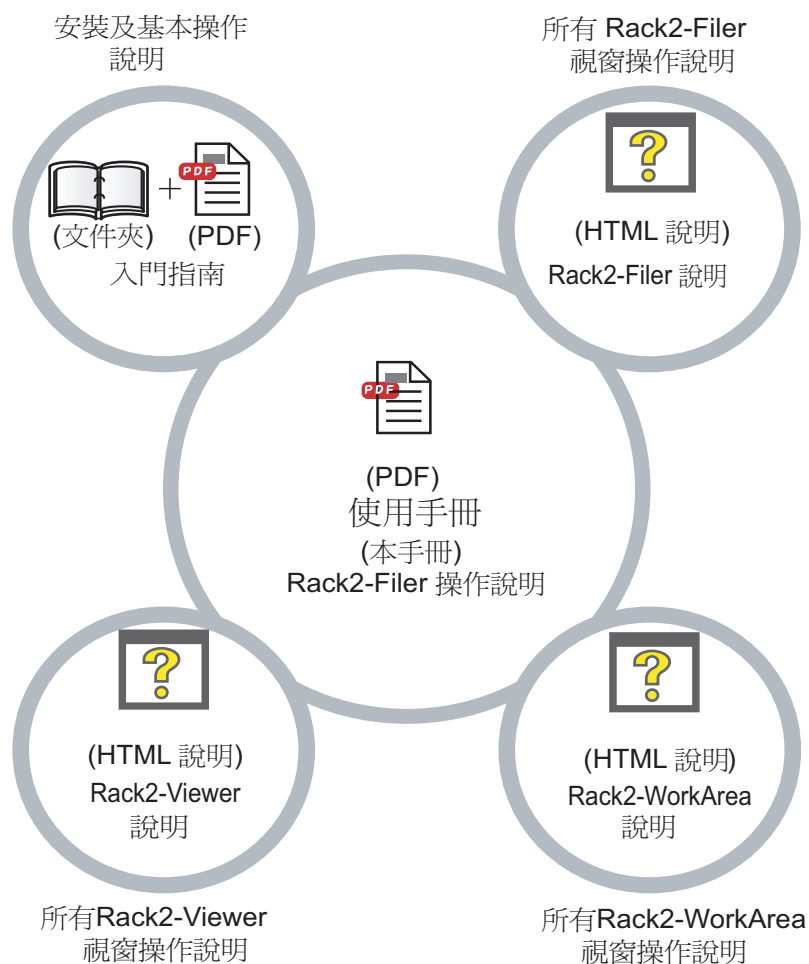 安裝及基本操作
說明
PDF
+
(文件夾) (PDF)
入門指南
所有 Rack2-Filer
視窗操作說明
?
(HTML 說明)
Rack2-Filer 說明
PDF
(PDF)
使用手冊
(本手冊)
Rack2-Filer 操作說明
?
(HTML 說明)
Rack2-Viewer
說明
所有Rack2-Viewer
視窗操作說明
?
(HTML 說明)
Rack2-WorkArea
說明
所有Rack2-WorkArea
視窗操作說明